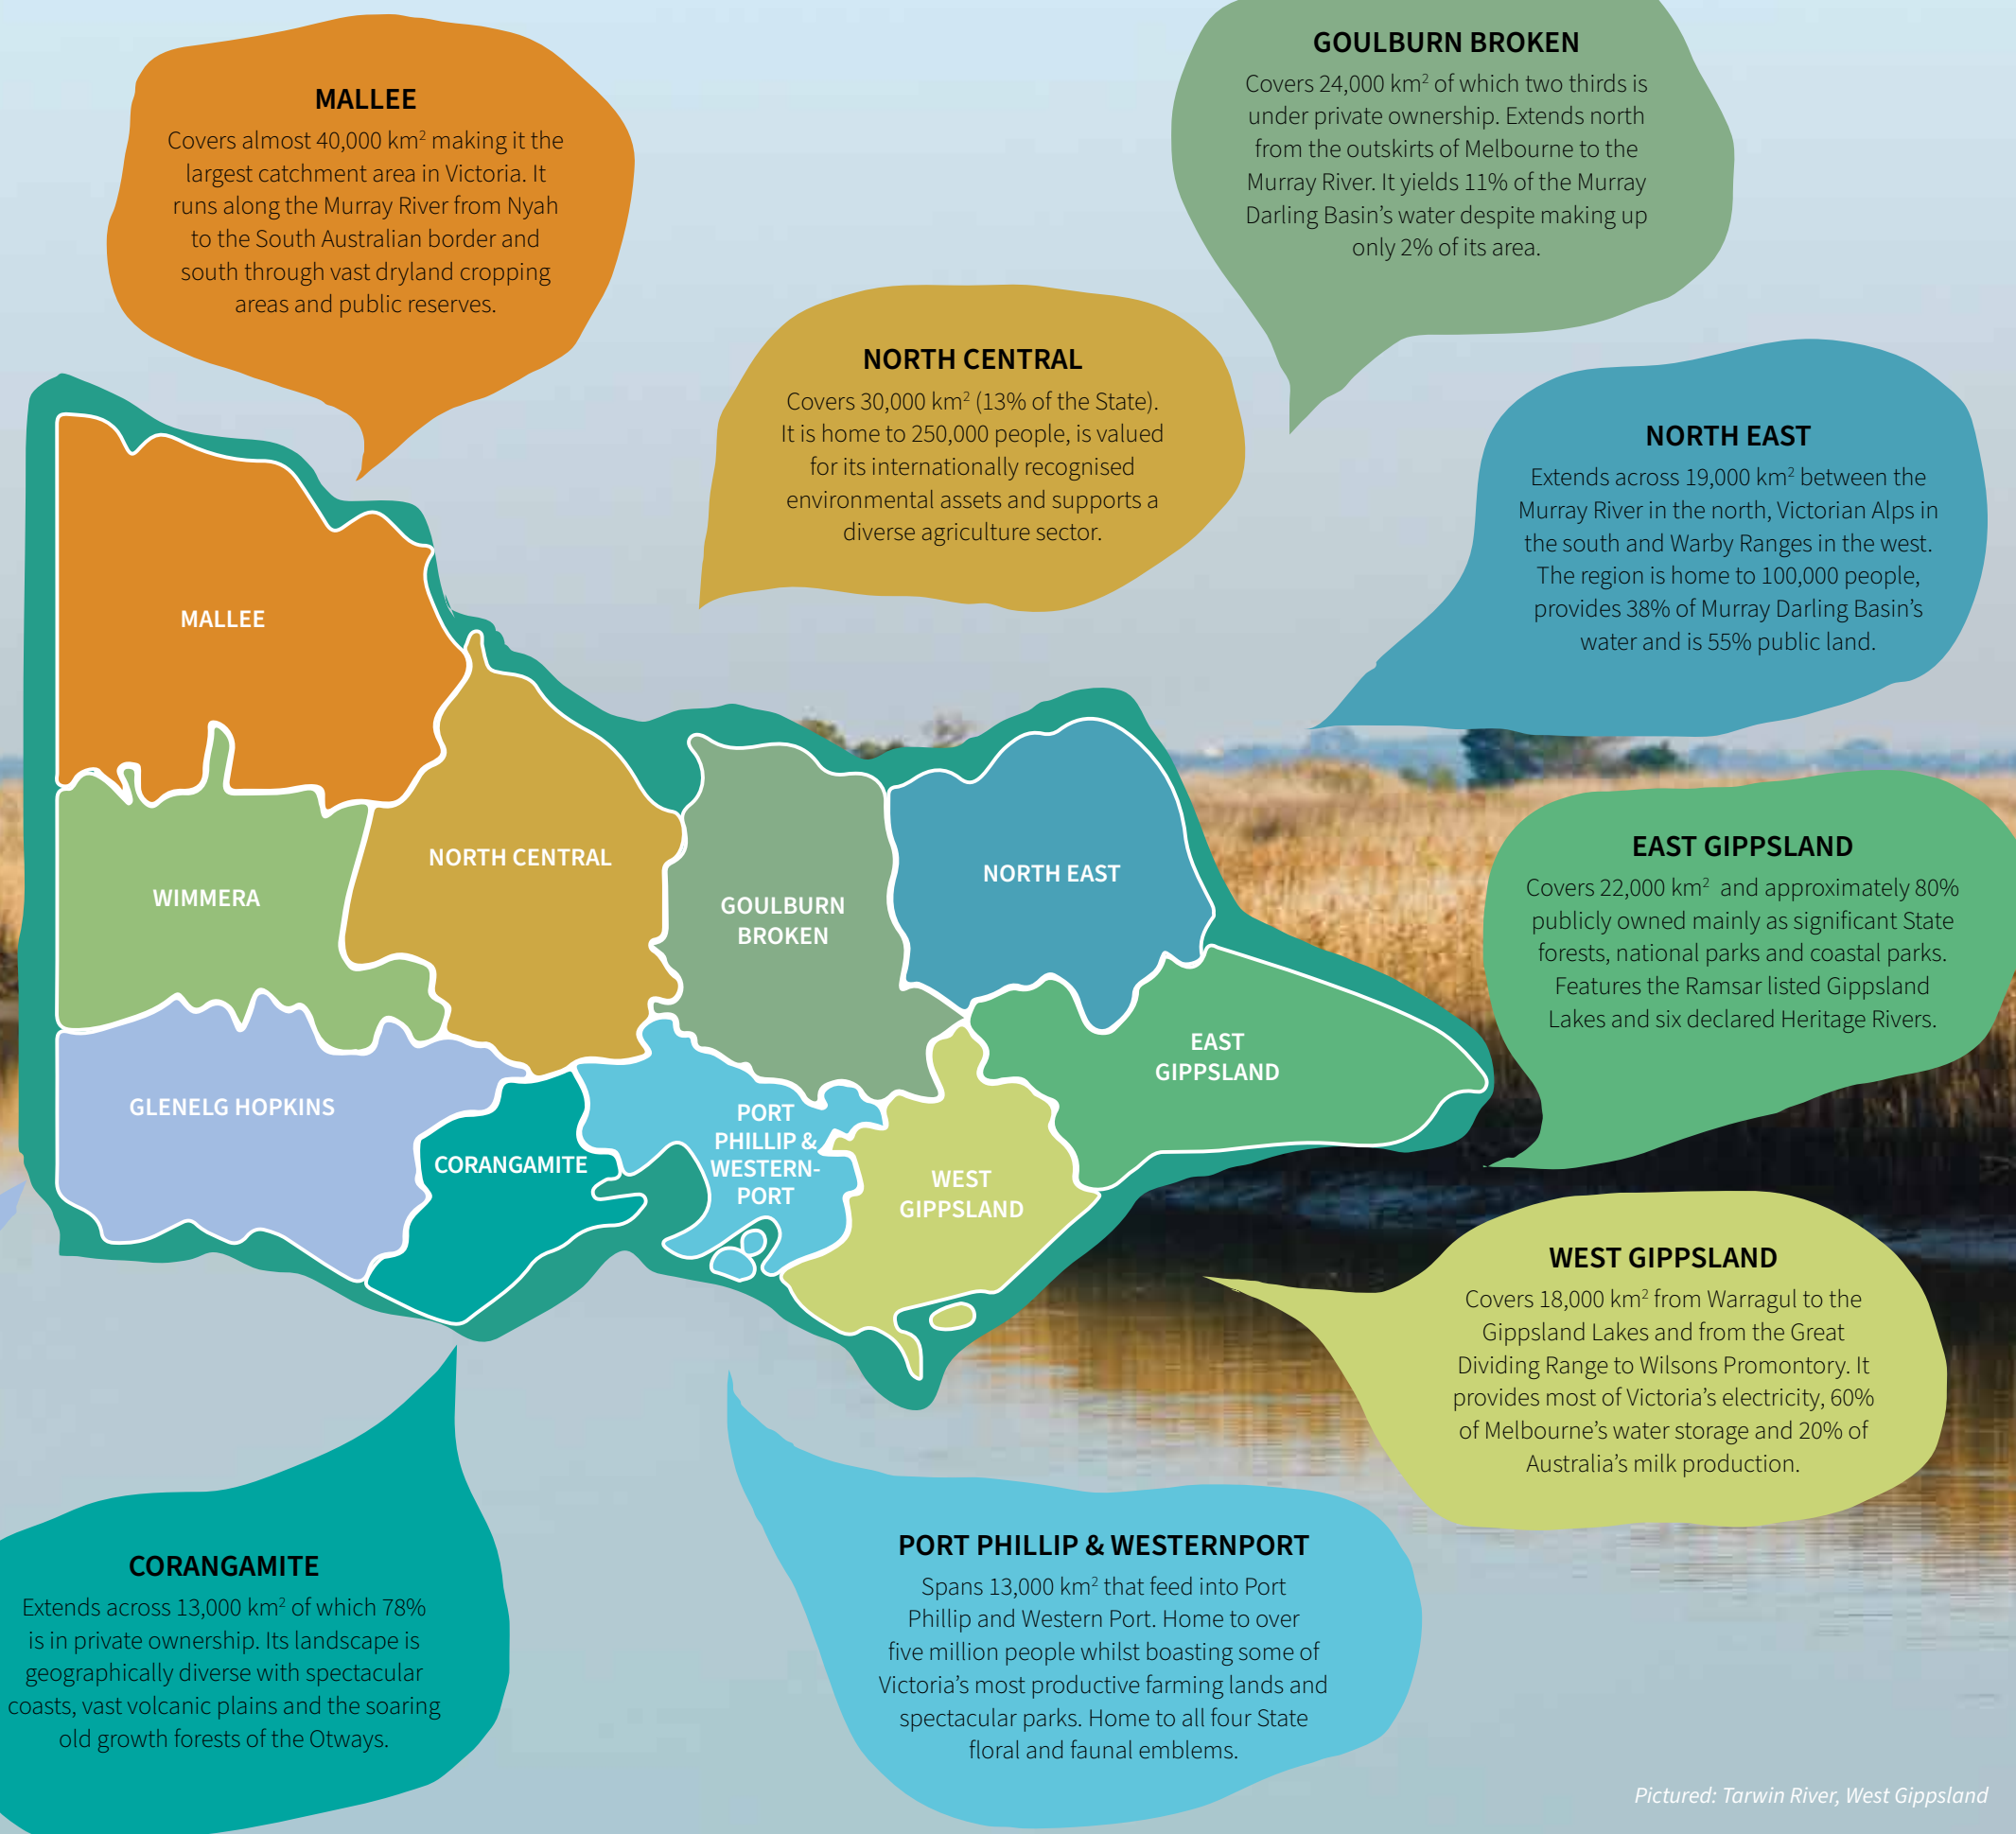 MALLEE
Covers almost 40,000 km² making it the
largest catchment area in Victoria. It
runs along the Murray River from Nyah
to the South Australian border and
south through vast dryland cropping
areas and public reserves.
GOULBURN BROKEN
Covers 24,000 km² of which two thirds is
under private ownership. Extends north
from the outskirts of Melbourne to the
Murray River. It yields 11% of the Murray
Darling Basin’s water despite making up
only 2% of its area.
NORTH CENTRAL
Covers 30,000 km² (13% of the State).
It is home to 250,000 people, is valued
for its internationally recognised
environmental assets and supports a
diverse agriculture sector.
NORTH EAST
Extends across 19,000 km² between the
Murray River in the north, Victorian Alps in
the south and Warby Ranges in the west.
The region is home to 100,000 people,
provides 38% of Murray Darling Basin’s
water and is 55% public land.
MALLEE
WIMMERA
NORTH CENTRAL
GOULBURN
BROKEN
NORTH EAST
EAST
GIPPSLAND
GLENELG HOPKINS
CORANGAMITE
PORT
PHILLIP &
WESTERN-
PORT
WEST
GIPPSLAND
EAST GIPPSLAND
Covers 22,000 km² and approximately 80%
publicly owned mainly as significant State
forests, national parks and coastal parks.
Features the Ramsar listed Gippsland
Lakes and six declared Heritage Rivers.
WEST GIPPSLAND
Covers 18,000 km² from Warragul to the
Gippsland Lakes and from the Great
Dividing Range to Wilsons Promontory. It
provides most of Victoria’s electricity, 60%
of Melbourne’s water storage and 20% of
Australia’s milk production.
CORANGAMITE
Extends across 13,000 km² of which 78%
is in private ownership. Its landscape is
geographically diverse with spectacular
coasts, vast volcanic plains and the soaring
old growth forests of the Otways.
PORT PHILLIP & WESTERNPORT
Spans 13,000 km² that feed into Port
Phillip and Western Port. Home to over
five million people whilst boasting some of
Victoria’s most productive farming lands and
spectacular parks. Home to all four State
floral and faunal emblems.
Pictured: Tarwin River, West Gippsland